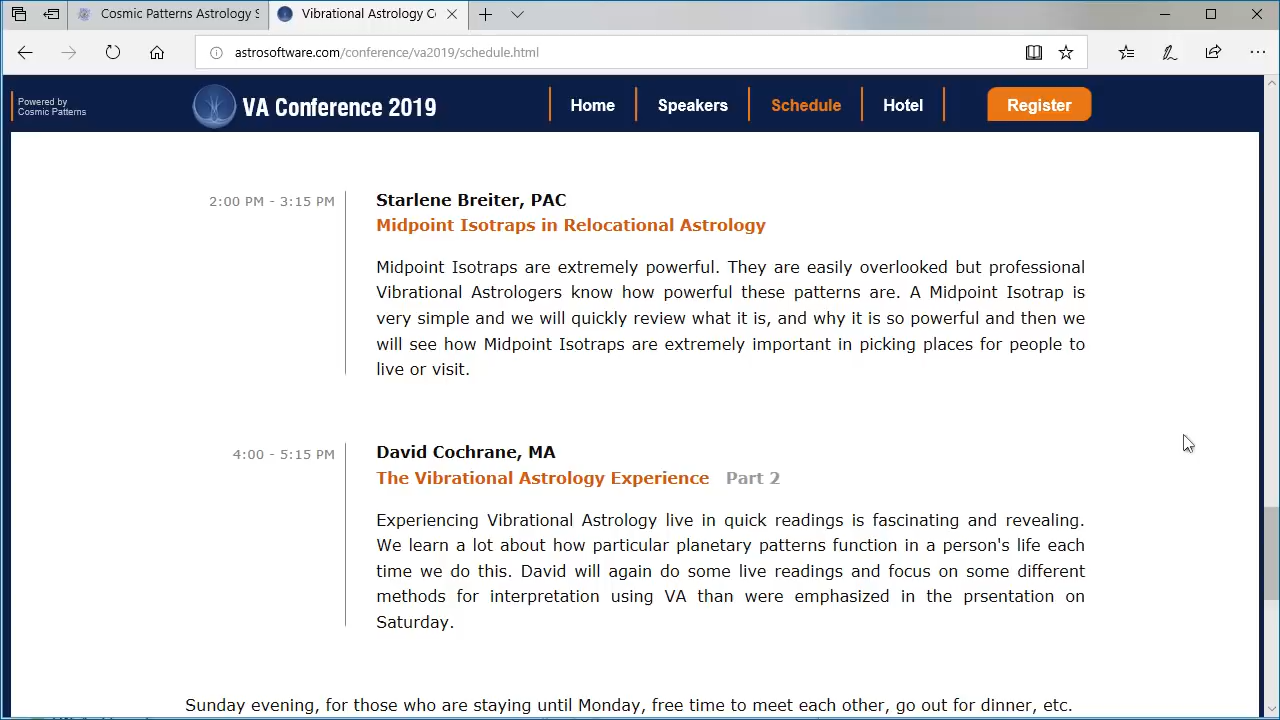 Cosmic Patterns Astrology S
Vibrational Astrology C
astrosoftware.com/conference/va2019/schedule.html
Powered by
Cosmic Patterns
VA Conference 2019
Home
Speakers
Schedule
Hotel
Register
2:00 PM - 3:15 PM
Starlene Breiter, PAC
Midpoint Isotraps in Relocational Astrology
Midpoint Isotraps are extremely powerful. They are easily overlooked but professional
Vibrational Astrologers know how powerful these patterns are. A Midpoint Isotrap is
very simple and we will quickly review what it is, and why it is so powerful and then we
will see how Midpoint Isotraps are extremely important in picking places for people to
live or visit.
4:00 - 5:15 PM
David Cochrane, MA
The Vibrational Astrology Experience Part 2
Experiencing Vibrational Astrology live in quick readings is fascinating and revealing.
We learn a lot about how particular planetary patterns function in a person's life each
time we do this. David will again do some live readings and focus on some different
methods for interpretation using VA than were emphasized in the prsentation on
Saturday.
Sunday evening, for those who are staying until Monday, free time to meet each other, go out for dinner, etc.